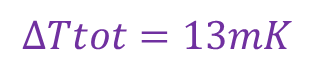 ΔTtot = 13mK